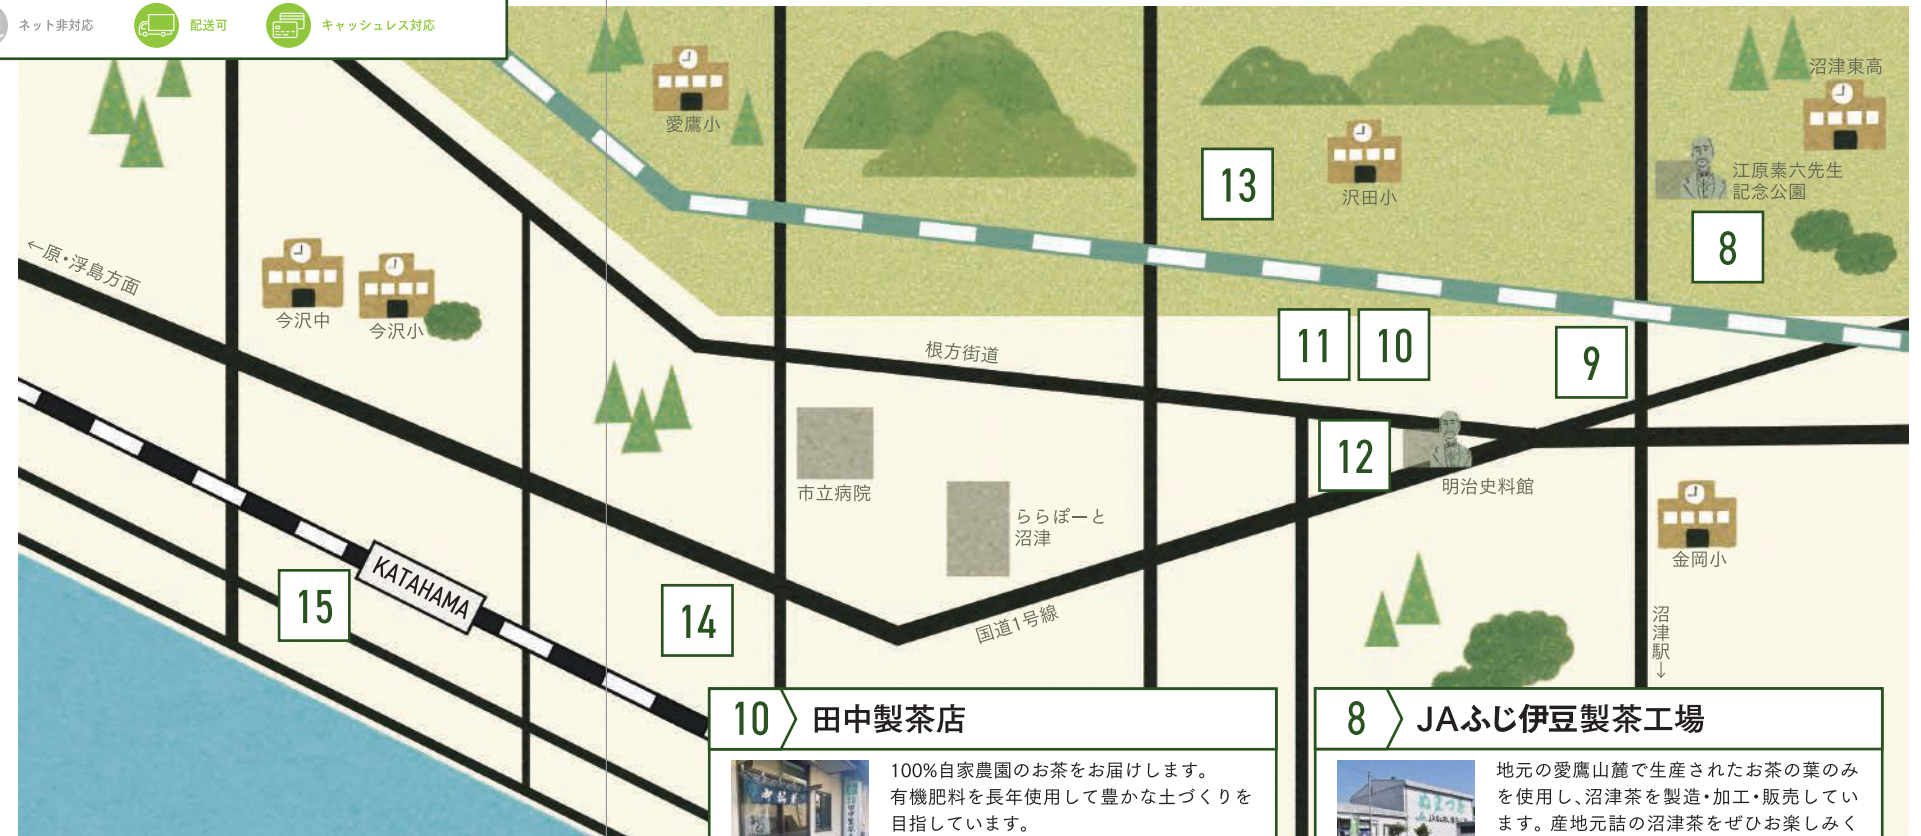 ネット非対応
配送可
キャッシュレス対応
愛鷹小
沼津東高
沢田小
江原素六先生
記念公園
13
8
←原・浮島方面
今沢中
今沢小
根方街道
11
10
9
12
明治史料館
市立病院
ららぽーと
沼津
金岡小
KATAHAMA
15
14
国道1号線
沼津駅→
10
田中製茶店
100%自家農園のお茶をお届けします。
有機肥料を長年使用して豊かな土づくりを
目指しています。
8
JAふじ伊豆製茶工場
地元の愛鷹山麓で生産されたお茶の葉のみ
を使用し、沼津茶を製造・加工・販売してい
ます。産地元詰の沼津茶をぜひお楽しみく